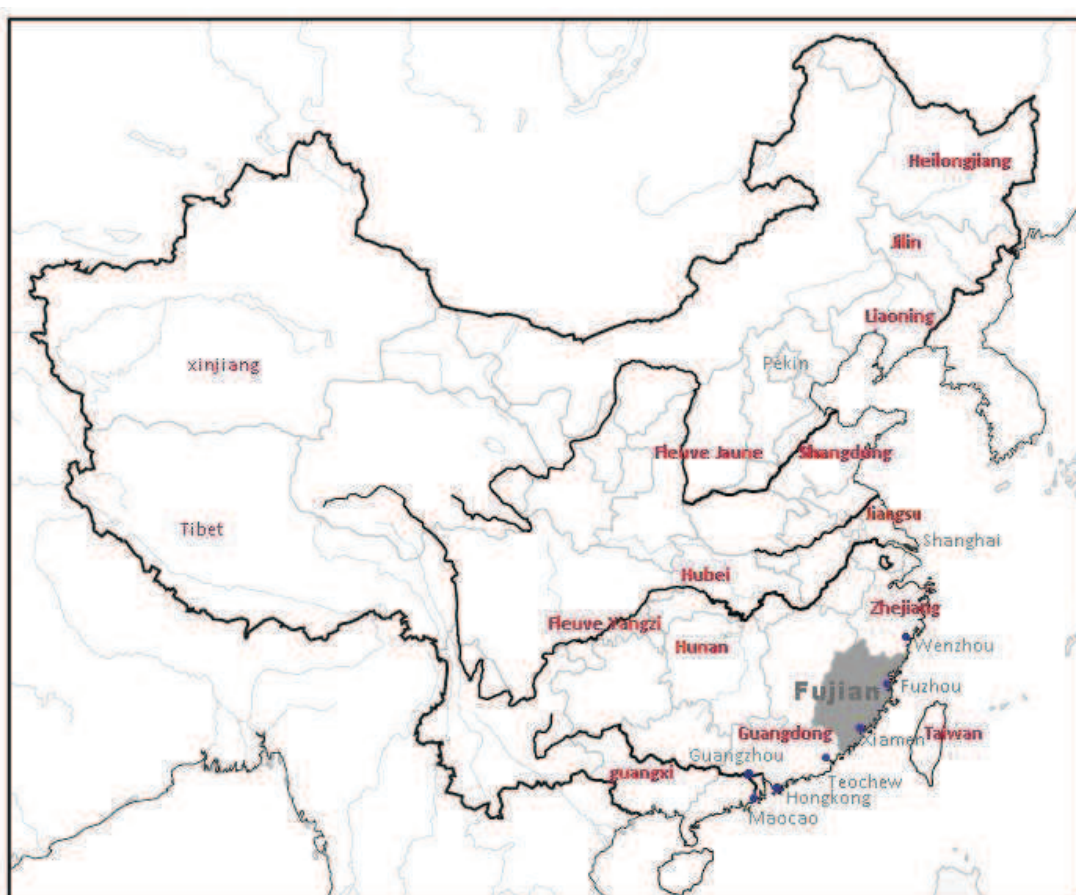 Heilongjiang
Jilin
Liaoning
xinjiang
Pékin
Fleuve Jaune
Shangdong
Tibet
Jiangsu
Shanghai
Hubei
Zhejiang
Fleuve Yangzi
Hunan
Wenzhou
Fujian
Fuzhou
Guangdong
Xiamen
Taiwan
Guangzhou
guangxi
Teochew
Hongkong
Maocao